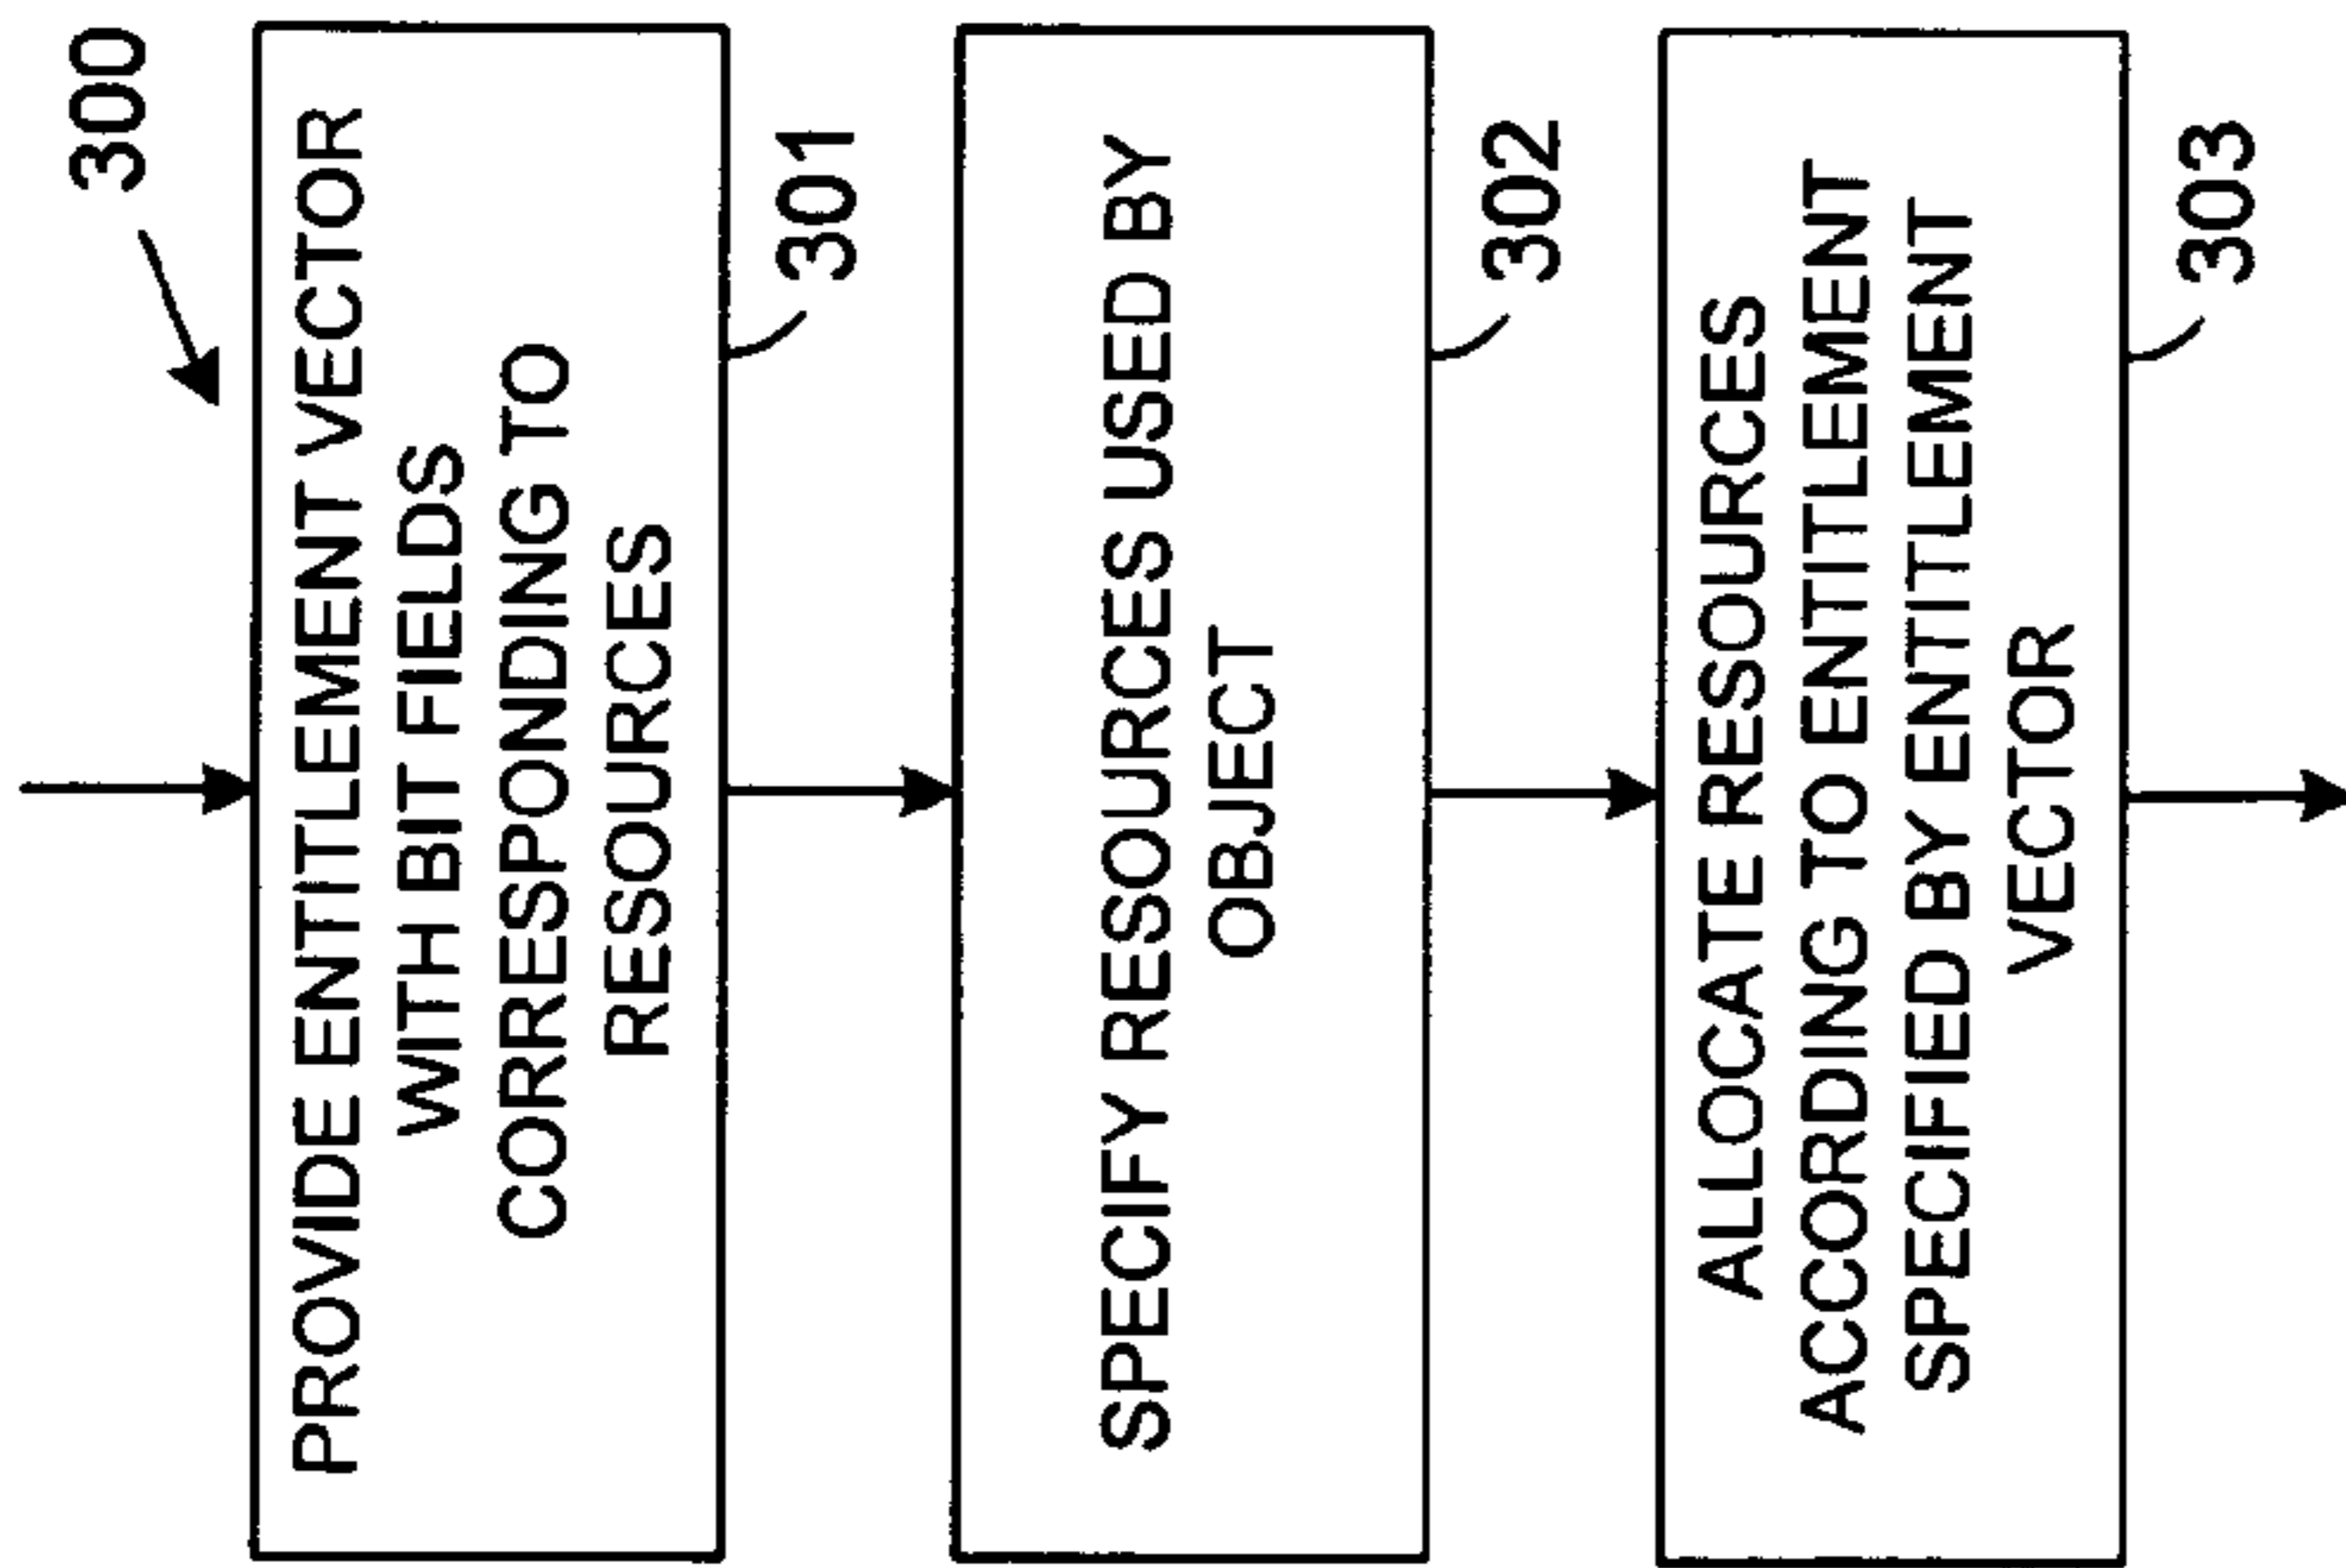 300
PROVIDE ENTITLEMENT VECTOR
WITH BIT FIELDS
CORRESPONDING TO
RESOURCES
301
SPECIFY RESOURCES USED BY
OBJECT
302
ALLOCATE RESOURCES
ACCORDING TO ENTITLEMENT
SPECIFIED BY ENTITLEMENT
VECTOR
303